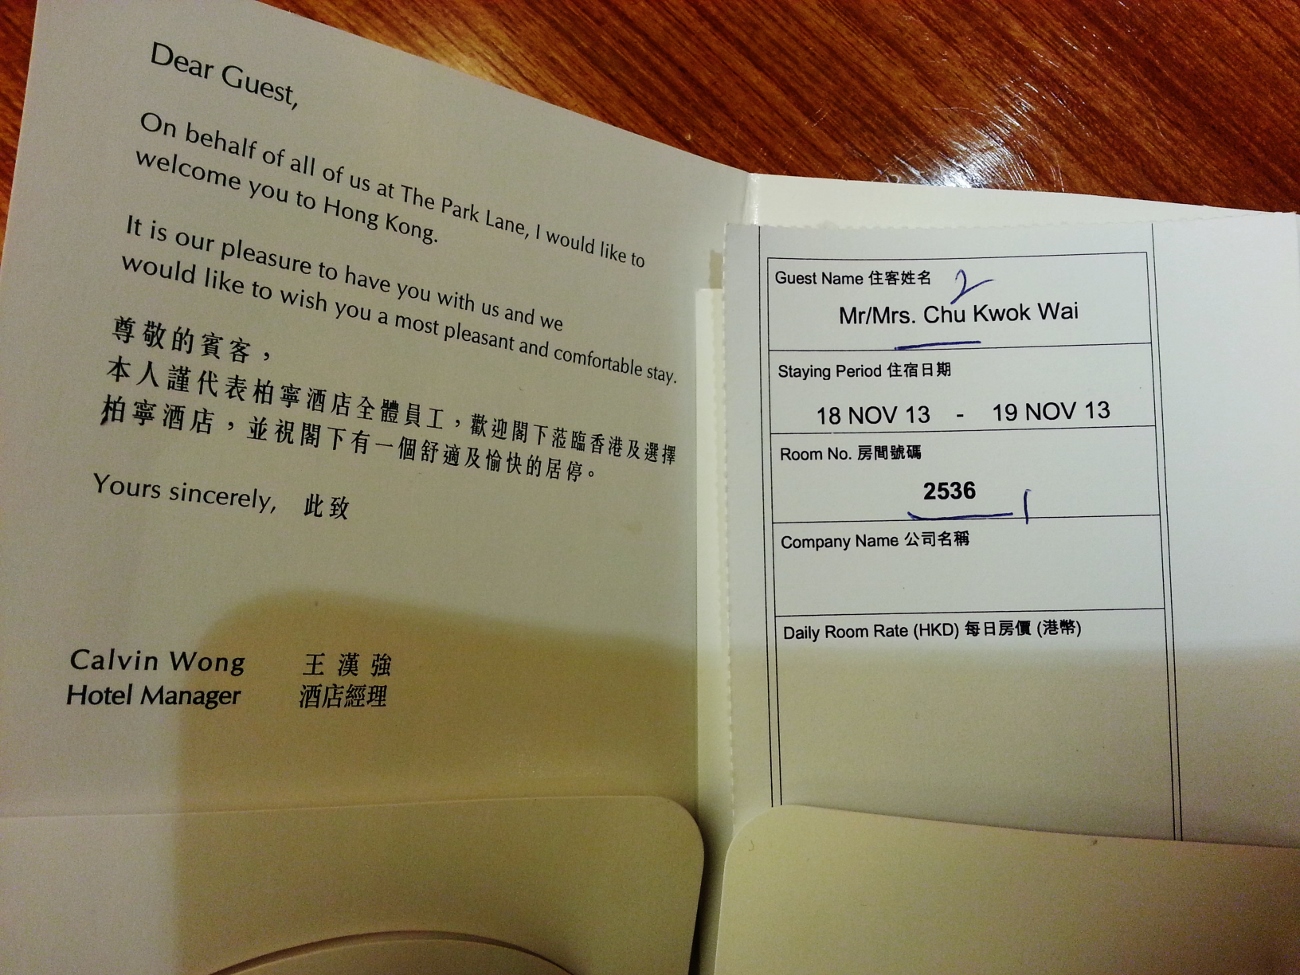 Dear Guest,
On behalf of all of us at The Park Lane, I would like to
welcome you to Hong Kong.
It is our pleasure to have you with us and we
would like to wish you a most pleasant and comfortable stay.
尊敬的賓客，
本人謹代表柏寧酒店全體員工，歡迎閣下蒞臨香港及選擇
柏寧酒店，並祝閣下有一個舒適及愉快的居停。
Yours sincerely, 此致
Calvin Wong 王漢強
Hotel Manager 酒店經理
Guest Name 住客姓名
2
Mr/Mrs. Chu Kwok Wai
Staying Period 住宿日期
18 NOV 13 - 19 NOV 13
Room No. 房間號碼
2536
Company Name 公司名稱
Daily Room Rate (HKD) 每日房價 (港幣)